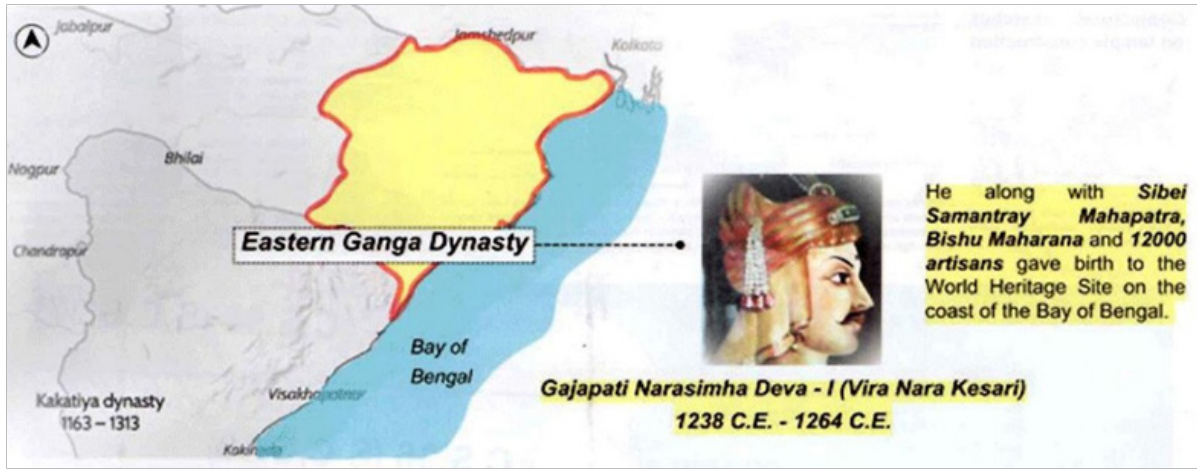 Jabalpur
Jamshedpur
Kolkata
Bhilai
Nagpur
Chandrapur
Eastern Ganga Dynasty
He along with Sibei
Samantray Mahapatra,
Bishu Maharana and 12000
artisans gave birth to the
World Heritage Site on the
coast of the Bay of Bengal.
Bay of
Bengal
Gajapati Narasimha Deva - I (Vira Nara Kesari)
1238 C.E. - 1264 C.E.
Kakatiya dynasty
1163 – 1313
Visakhapatnam
Kakinada